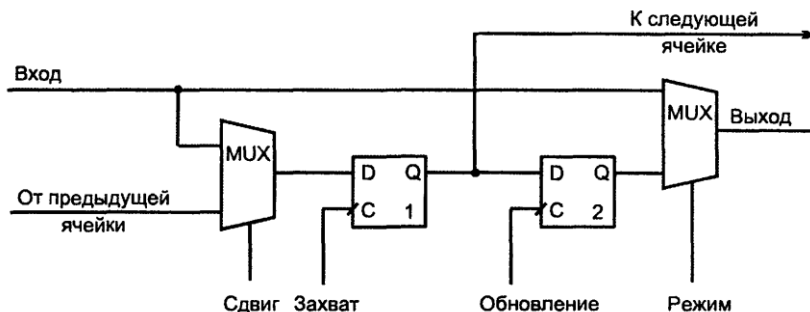 К следующей
ячейке
Вход
MUX
Выход
MUX
D Q
D Q
От предыдущей
ячейки
C 1
C 2
Сдвиг Захват Обновление Режим